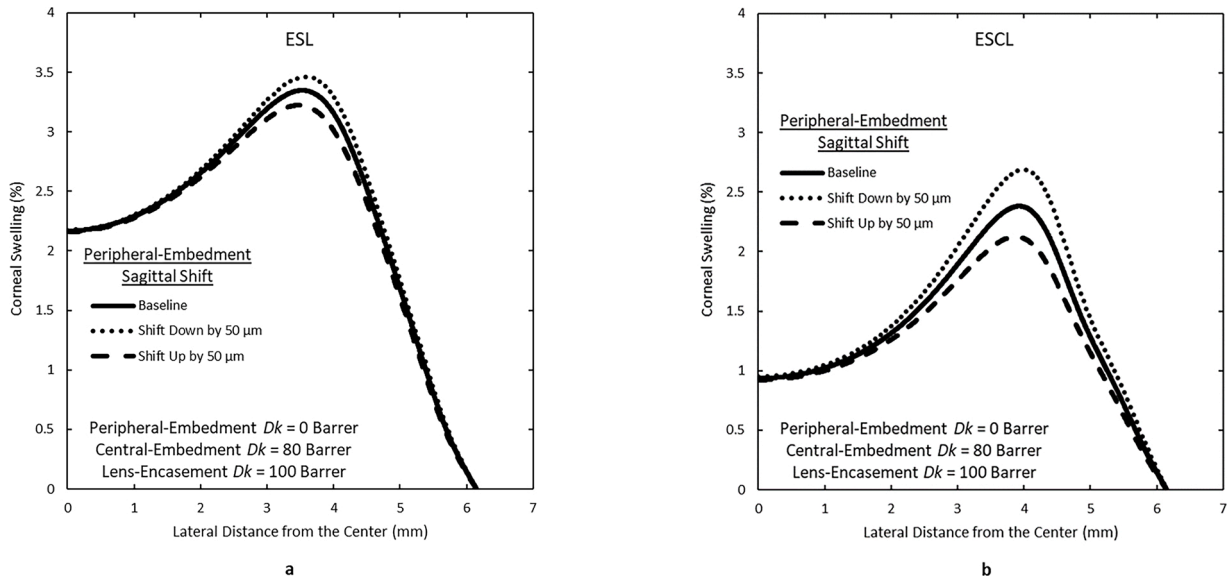 ESL
4
3.5
3
2.5
2
1.5
1
0.5
0
Corneal Swelling (%)
Peripheral-Embedment
Sagittal Shift
Baseline
Shift Down by 50 µm
Shift Up by 50 µm
Peripheral-Embedment Dk = 0 Barrer
Central-Embedment Dk = 80 Barrer
Lens-Encasement Dk = 100 Barrer
0 1 2 3 4 5 6 7
Lateral Distance from the Center (mm)
a
ESCL
4
3.5
3
2.5
2
1.5
1
0.5
0
Corneal Swelling (%)
Peripheral-Embedment
Sagittal Shift
Baseline
Shift Down by 50 µm
Shift Up by 50 µm
Peripheral-Embedment Dk = 0 Barrer
Central-Embedment Dk = 80 Barrer
Lens-Encasement Dk = 100 Barrer
0 1 2 3 4 5 6 7
Lateral Distance from the Center (mm)
b